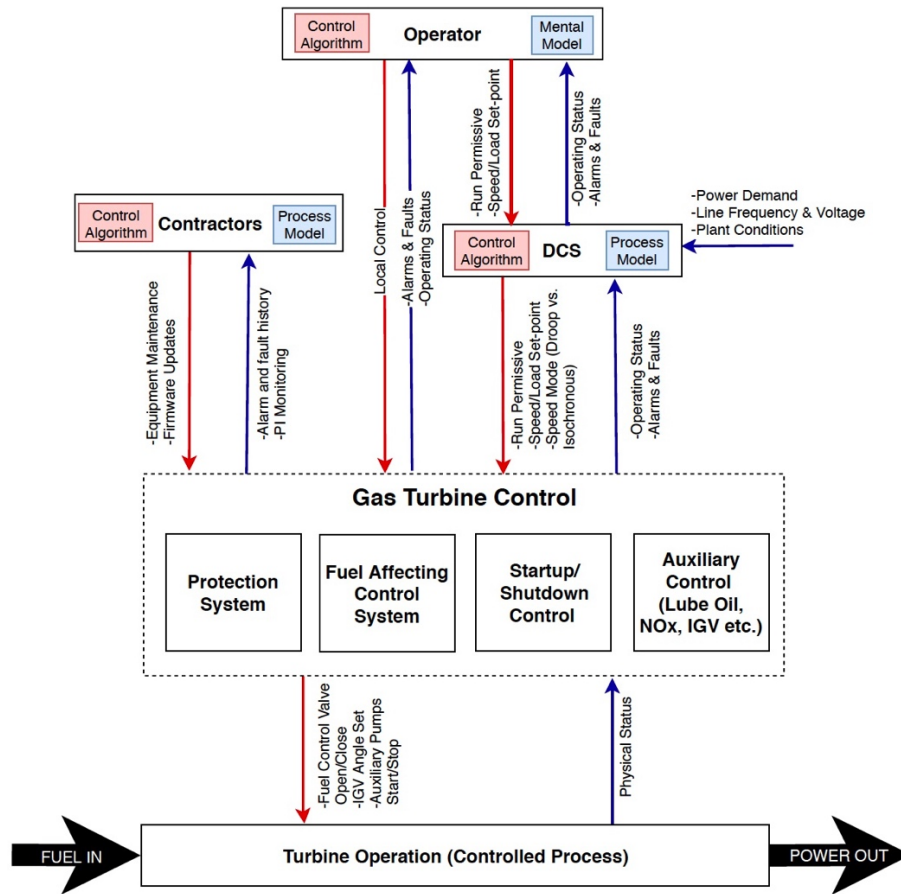 Control
Algorithm
Operator
Mental
Model
-Run Permissive
-Speed/Load Set-point
-Operating Status
-Alarms & Faults
-Power Demand
-Line Frequency & Voltage
-Plant Conditions
Control
Algorithm
Contractors
Process
Model
Local Control
-Alarms & Faults
-Operating Status
Control
Algorithm
DCS
Process
Model
-Equipment Maintenance
-Firmware Updates
-Alarm and fault history
-PI Monitoring
-Run Permissive
-Speed/Load Set-point
-Speed Mode (Droop vs.
Isochronous)
-Operating Status
-Alarms & Faults
Gas Turbine Control
Protection
System
Fuel Affecting
Control
System
Startup/
Shutdown
Control
Auxiliary
Control
(Lube Oil,
NOx, IGV etc.)
-Fuel Control Valve
Open/Close
-IGV Angle Set
-Auxiliary Pumps
Start/Stop
Physical Status
FUEL IN
Turbine Operation (Controlled Process)
POWER OUT